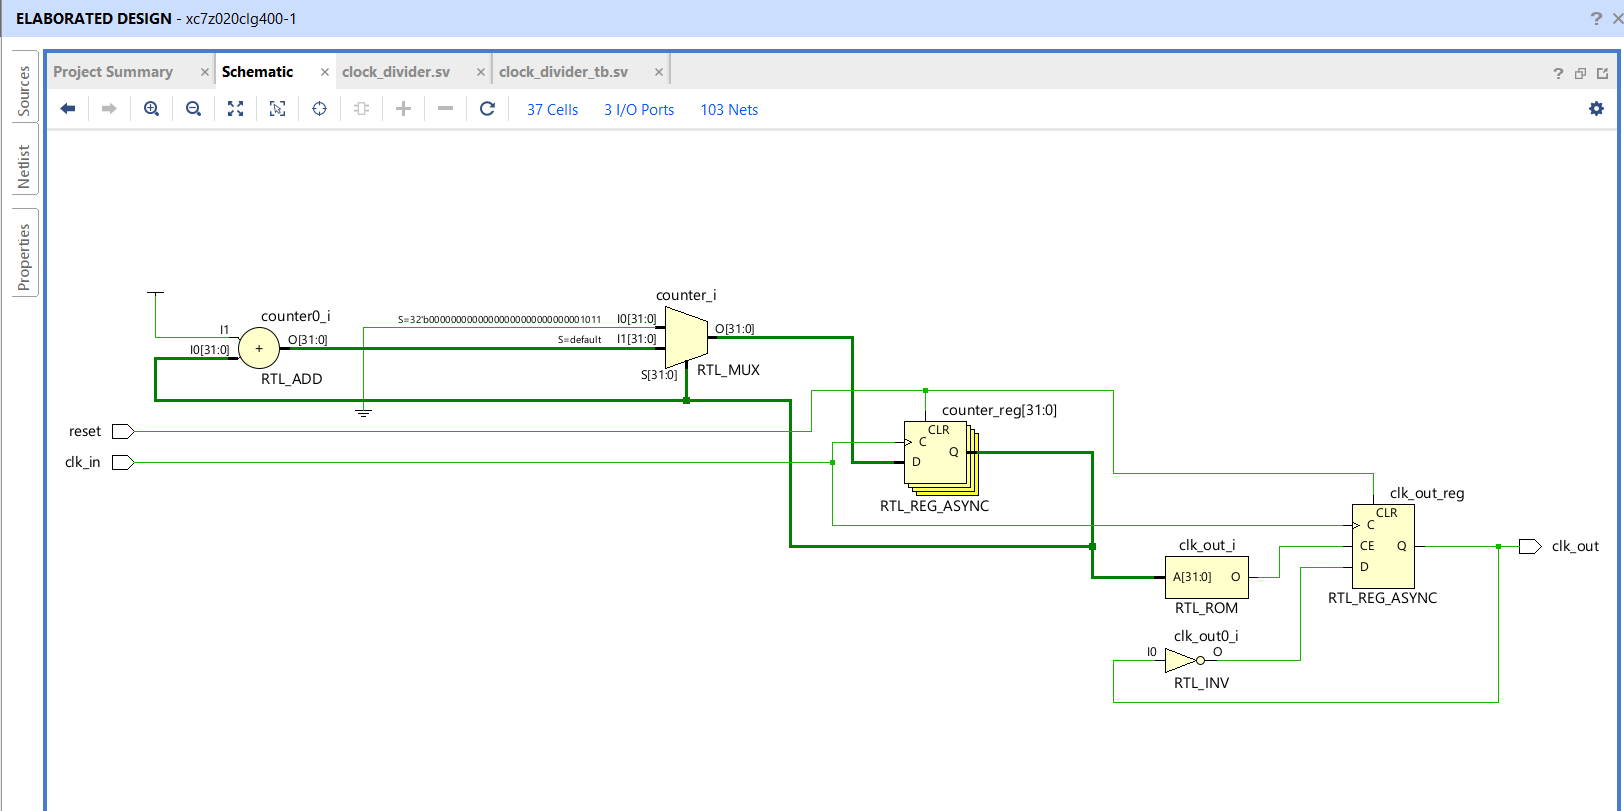 ELABORATED DESIGN - xc7z020clg400-1
Sources
Netlist
Properties
Project Summary
Schematic
clock_divider.sv
clock_divider_tb.sv
37 Cells
3 I/O Ports
103 Nets
counter0_i
I1
I0[31:0]
+
O[31:0]
RTL_ADD
counter_i
S=32'b00000000000000000000000000001011
I0[31:0]
S=default
I1[31:0]
S[31:0]
O[31:0]
RTL_MUX
reset
clk_in
counter_reg[31:0]
CLR
C
D
Q
RTL_REG_ASYNC
clk_out_i
A[31:0]
O
RTL_ROM
clk_out0_i
I0
O
RTL_INV
clk_out_reg
CLR
C
CE
Q
D
RTL_REG_ASYNC
clk_out